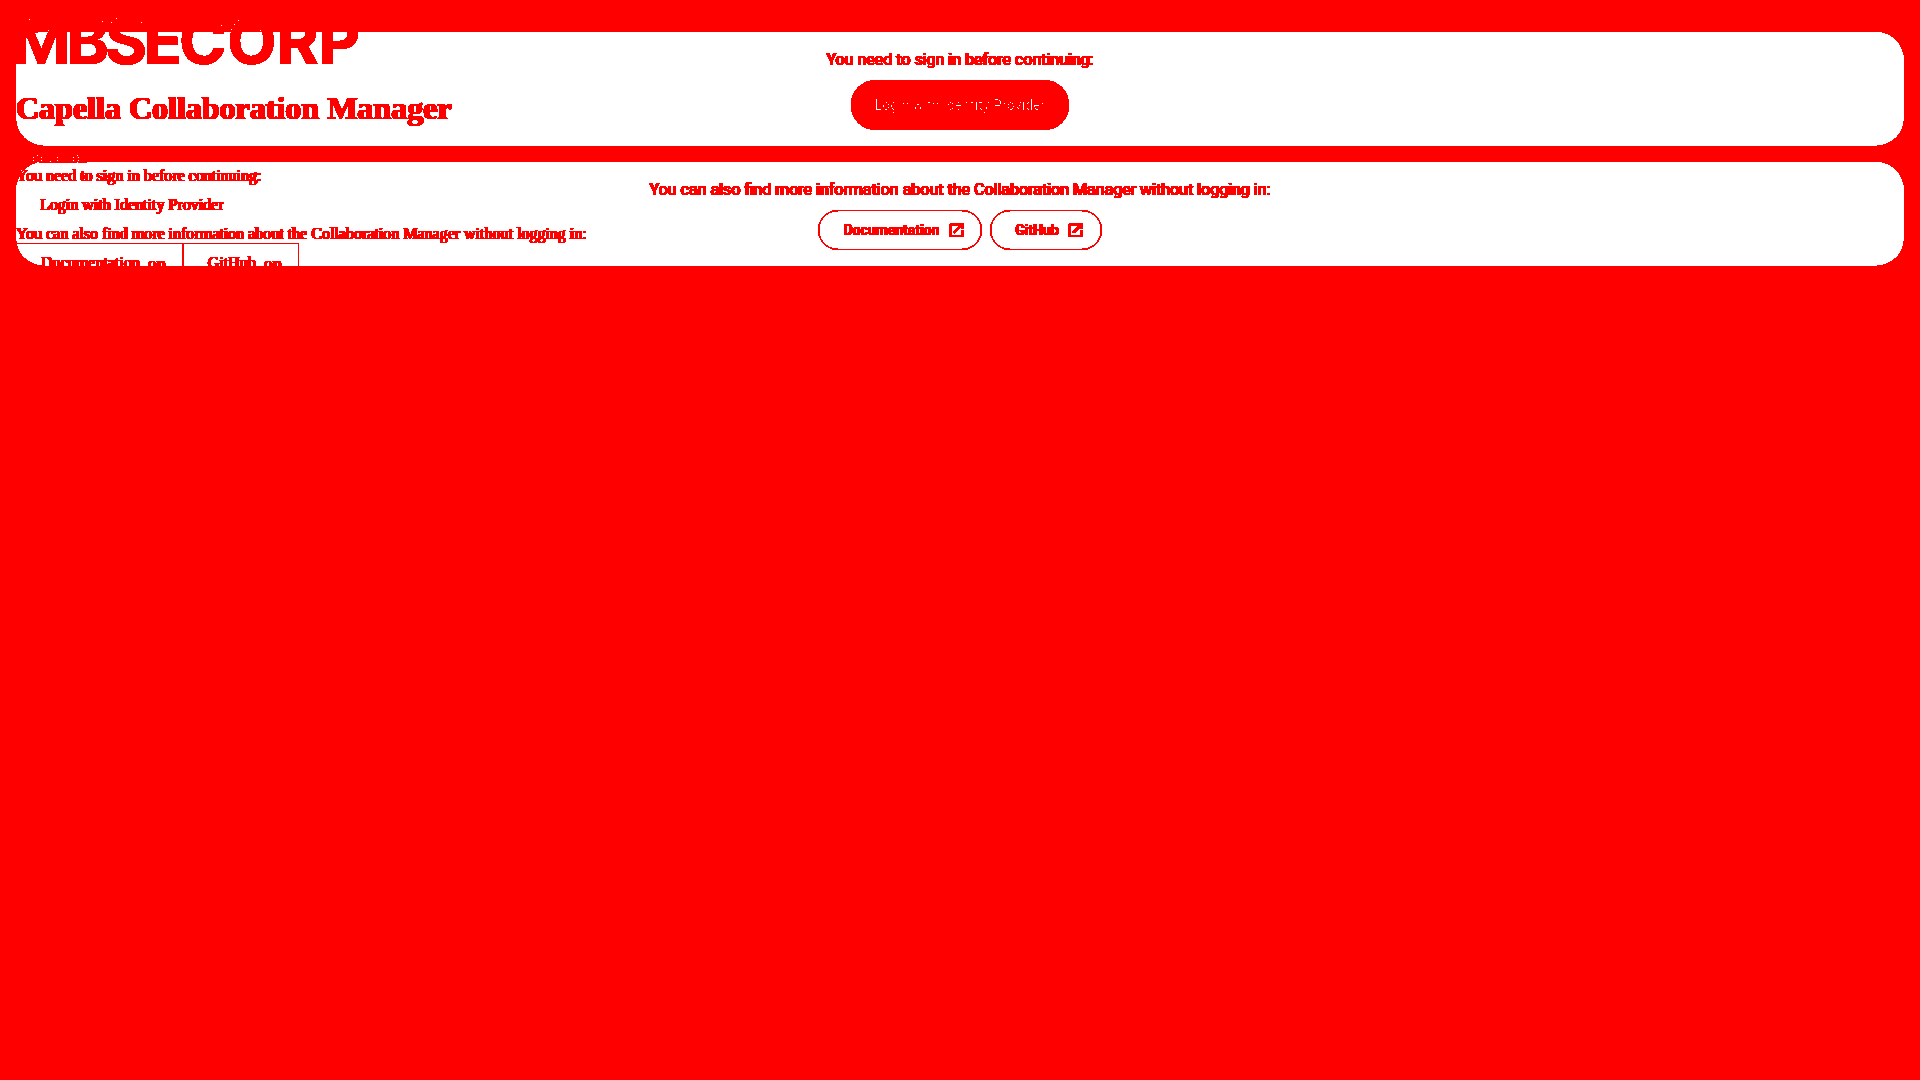 MBSECORP
You need to sign in before continuing:
Login with Identity Provider
Capella Collaboration Manager
You need to sign in before continuing:
You can also find more information about the Collaboration Manager without logging in:
Login with Identity Provider
Documentation
GitHub
You can also find more information about the Collaboration Manager without logging in:
Documentation
GitHub